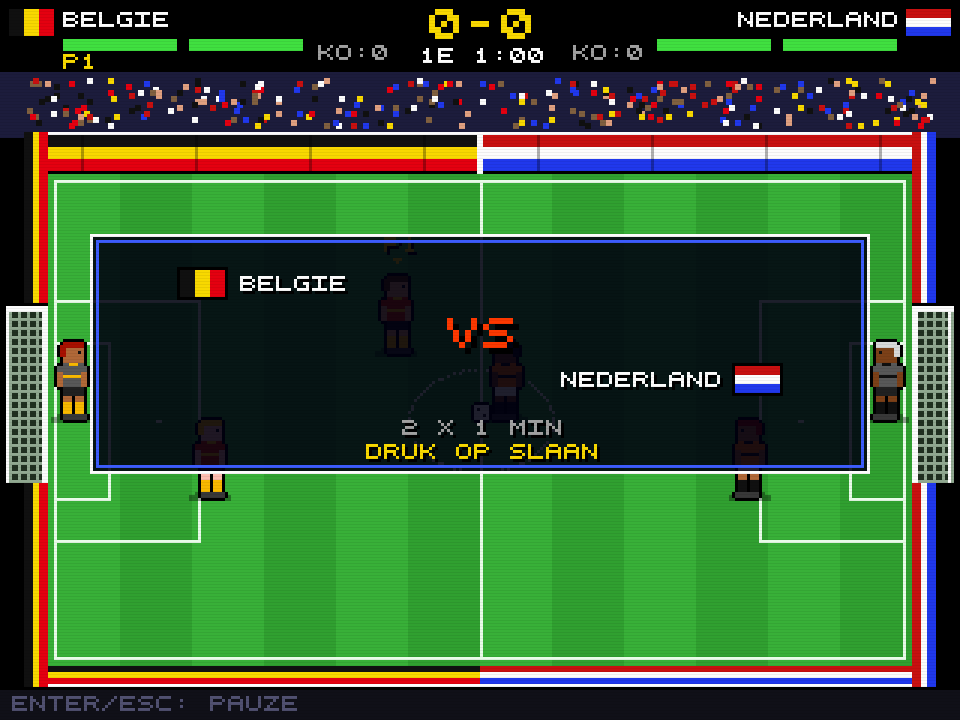 BELGIE
0-0
NEDERLAND
P1
KO:0
1E 1:00
KO:0
P1
BELGIE
VS
NEDERLAND
2 X 1 MIN
DRUK OP SLAAN
ENTER/ESC: PAUZE